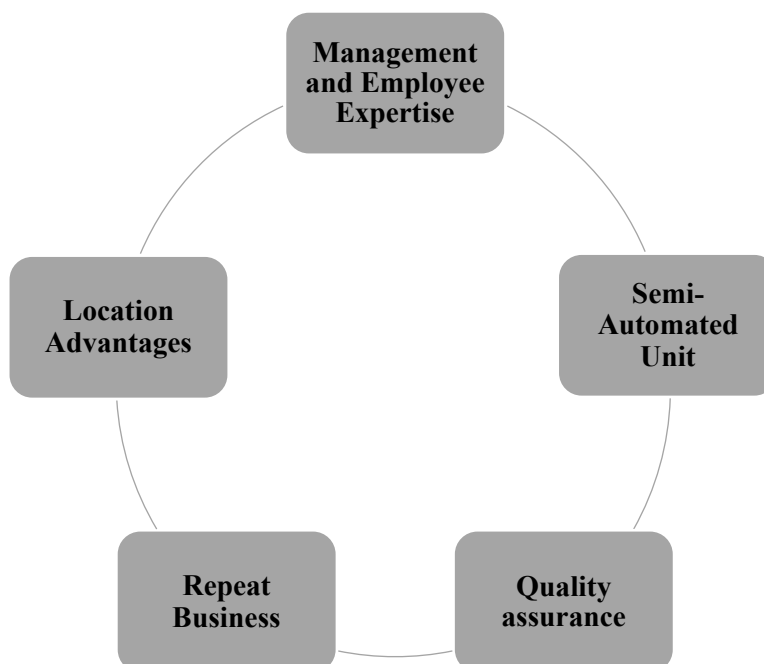 Management
and Employee
Expertise
Semi-
Automated
Unit
Quality
assurance
Repeat
Business
Location
Advantages